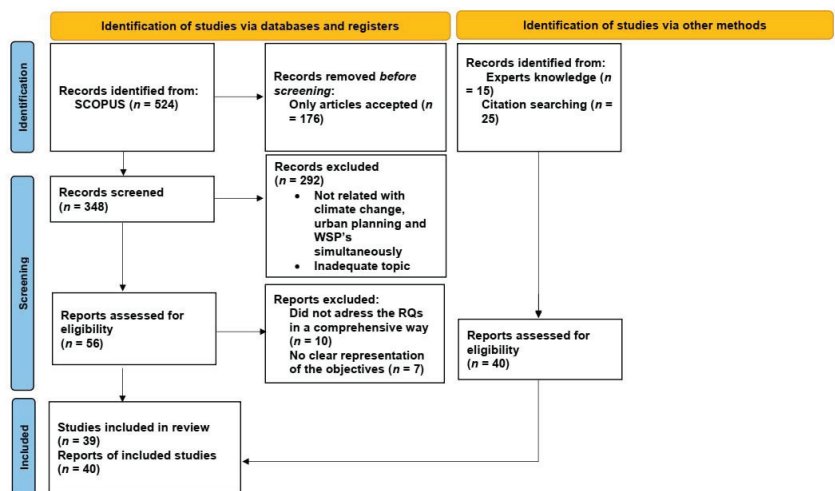 Identification of studies via databases and registers
Identification of studies via other methods
Identification
Records identified from:
SCOPUS (n = 524)
Records removed before
screening:
Only articles accepted (n
= 176)
Records identified from:
Experts knowledge (n
= 15)
Citation searching (n =
25)
Screening
Records screened
(n = 348)
Records excluded
(n = 292)
• Not related with
climate change,
urban planning and
WSP's
simultaneously
• Inadequate topic
Reports assessed for
eligibility
(n = 56)
Reports excluded:
Did not adress the RQs
in a comprehensive way
(n = 10)
No clear representation
of the objectives (n = 7)
Reports assessed for
eligibility
(n = 40)
Included
Studies included in review
(n = 39)
Reports of included studies
(n = 40)